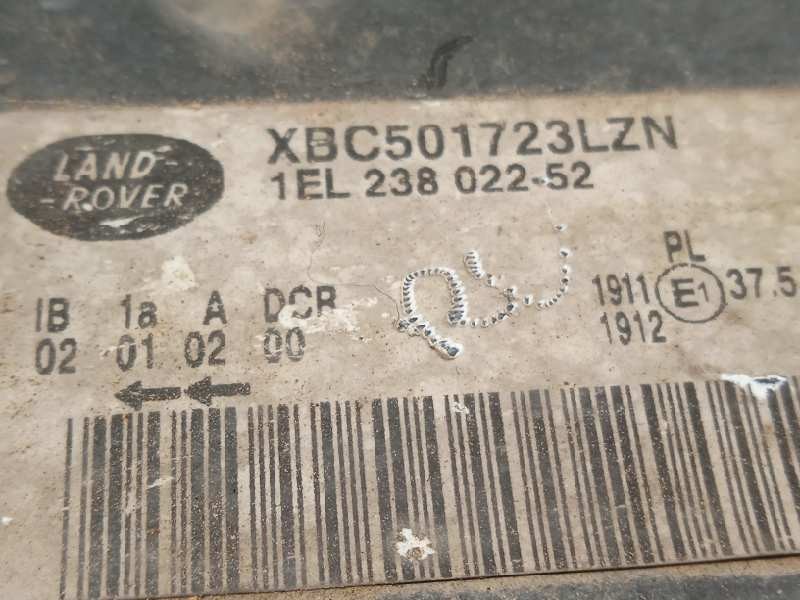 LAND-
-ROVER
XBC501723LZN
1EL 238 022-52
IB 1a A DCR
02 01 02 00
PL
1911 E1 37.5
1912